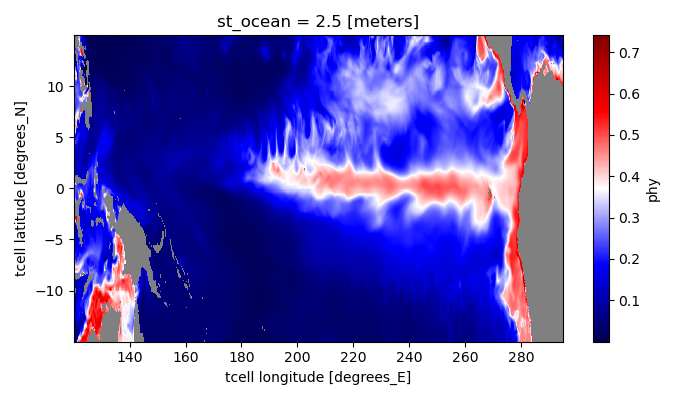 st_ocean = 2.5 [meters]
10
5
0
−5
−10
tcell latitude [degrees_N]
140 160 180 200 220 240 260 280
tcell longitude [degrees_E]
0.7
0.6
0.5
0.4
0.3
0.2
0.1
phy